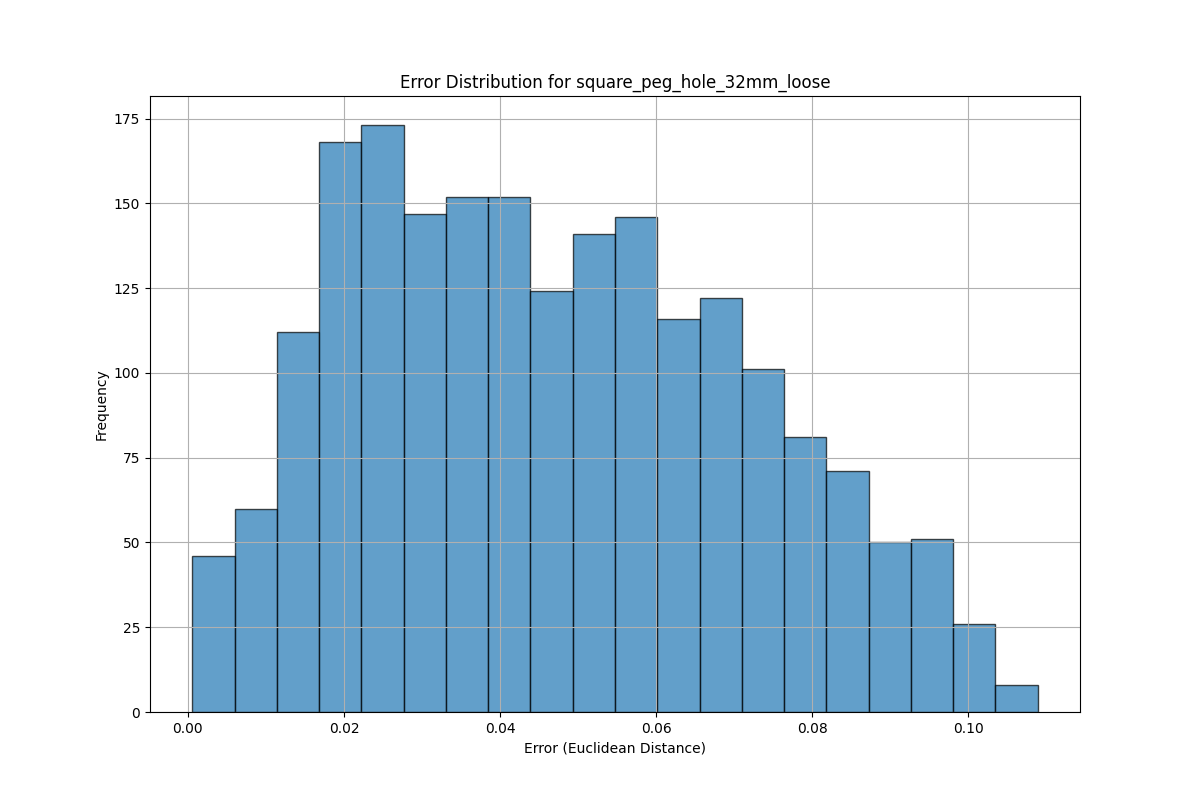 Error Distribution for square_peg_hole_32mm_loose
175
150
125
100
75
50
25
0
Frequency
0.00 0.02 0.04 0.06 0.08 0.10
Error (Euclidean Distance)